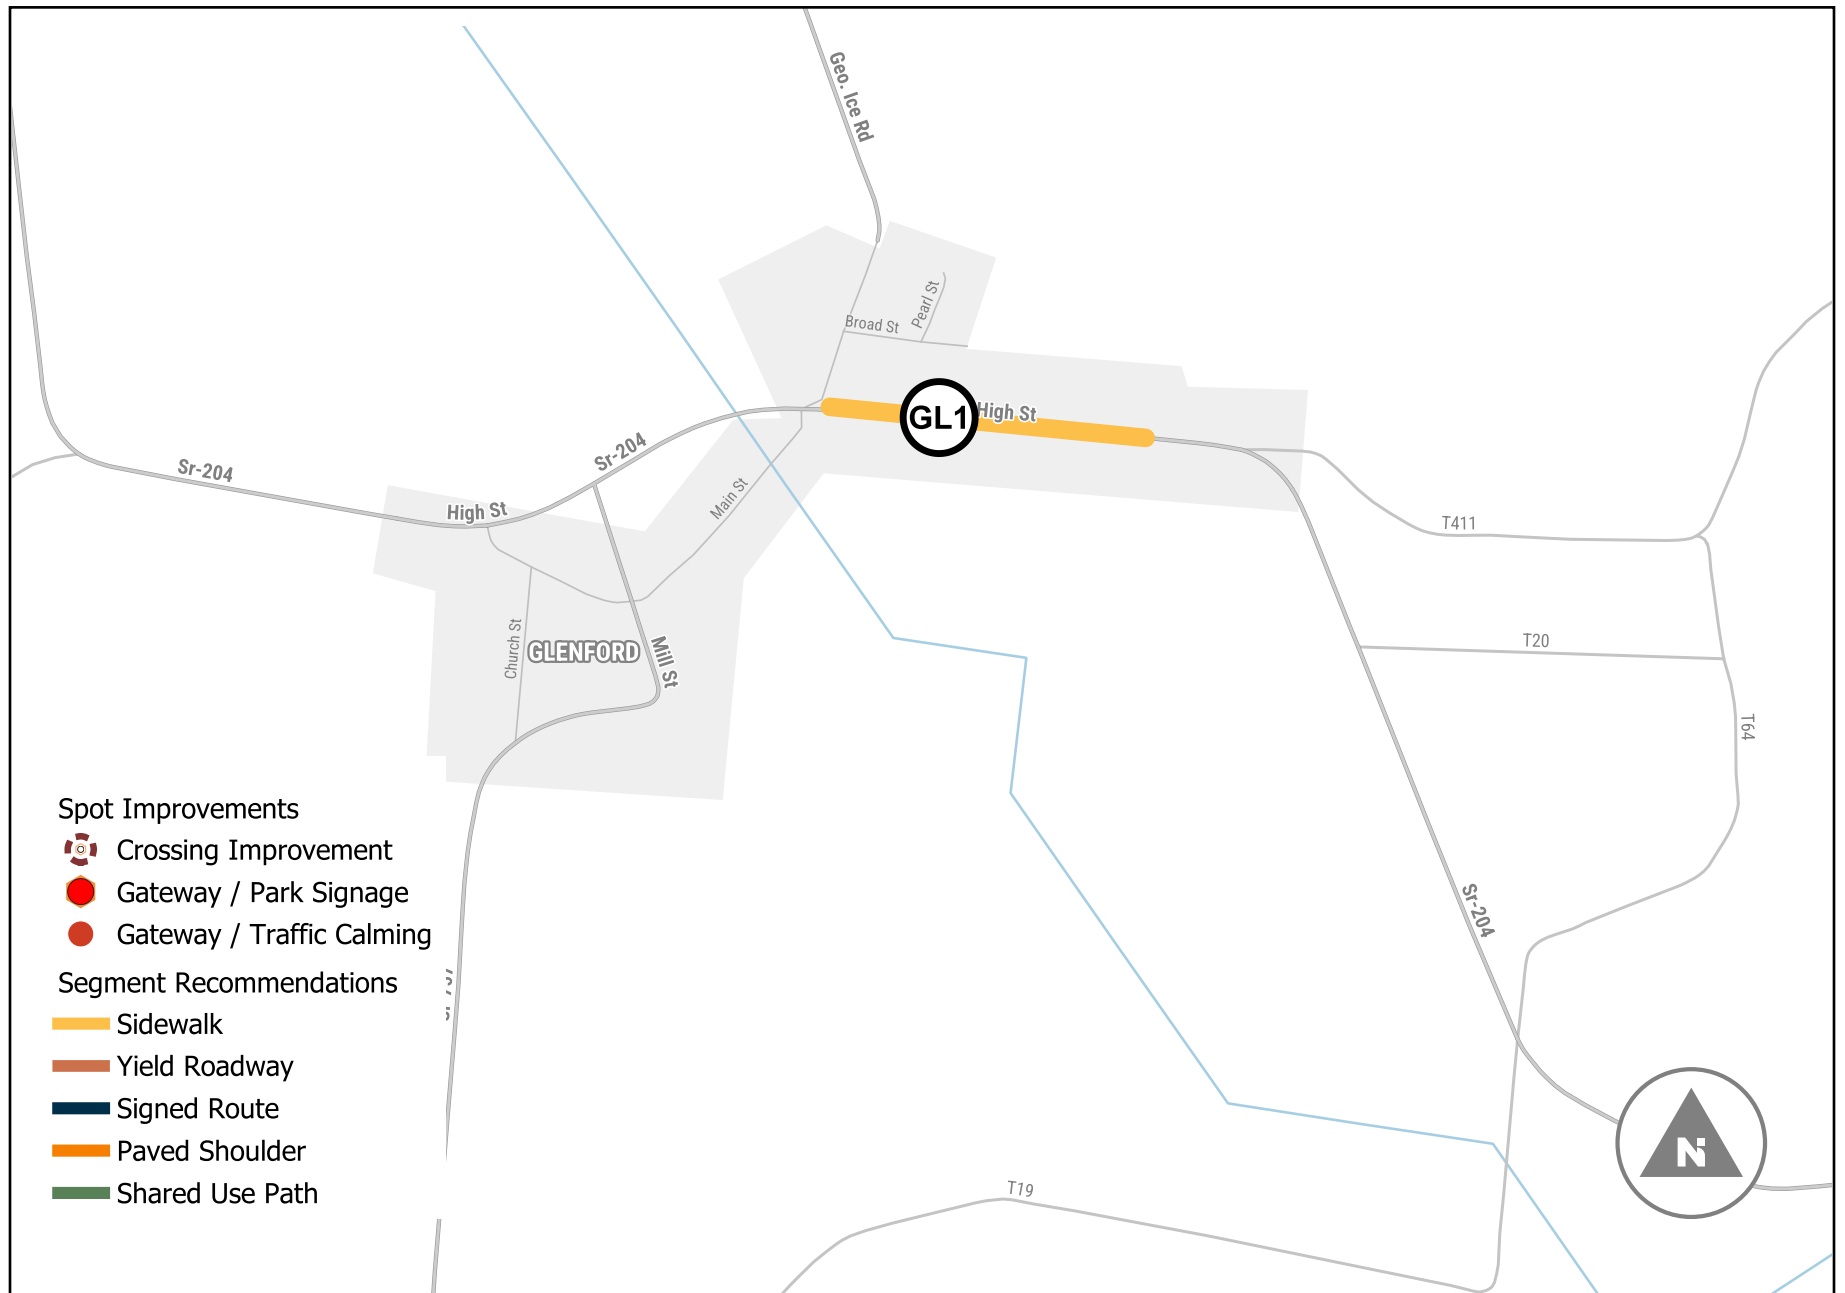 Geo. Ice Rd
Pearl St
Broad St
GL1
High St
Sr-204
Sr-204
High St
Main St
T411
Church St
GLENFORD
Mill St
T20
T64
Spot Improvements
Crossing Improvement
Gateway / Park Signage
Gateway / Traffic Calming
Sr-204
Segment Recommendations
Sidewalk
Yield Roadway
Signed Route
Paved Shoulder
Shared Use Path
N
T19